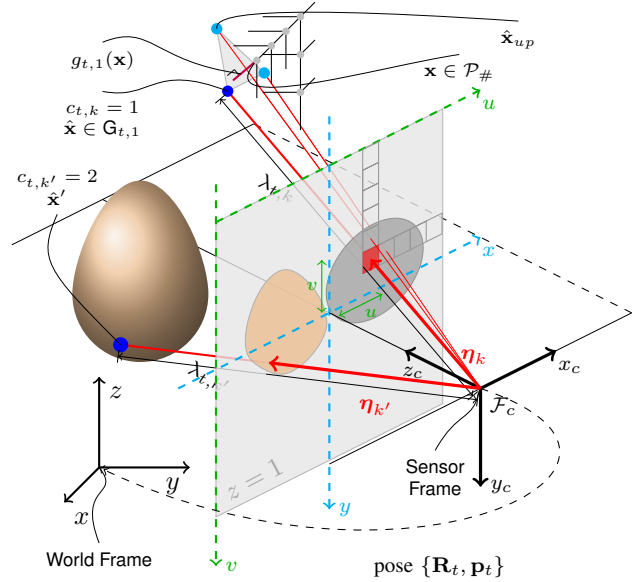 x̂_{up}
g_{t,1}(x)
x ∈ P_#
c_{t,k} = 1
x̂ ∈ G_{t,1}
u
c_{t,k'} = 2
x̂'
λ_{t,k}
x
v
u
η_k
x_c
z_c
λ_{t,k'}
z
η_{k'}
F_c
Sensor
Frame
y
z = 1
y_c
x
y
World Frame
v
pose {R_t, p_t}